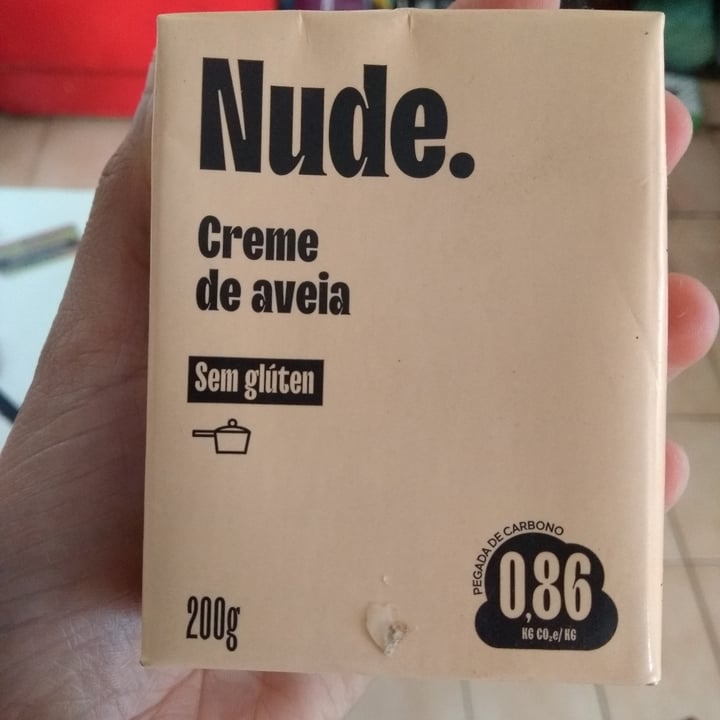 Nude.
Creme
de aveia
Sem glúten
200g
PEGADA DE CARBONO
0,86
KG CO₂e/KG